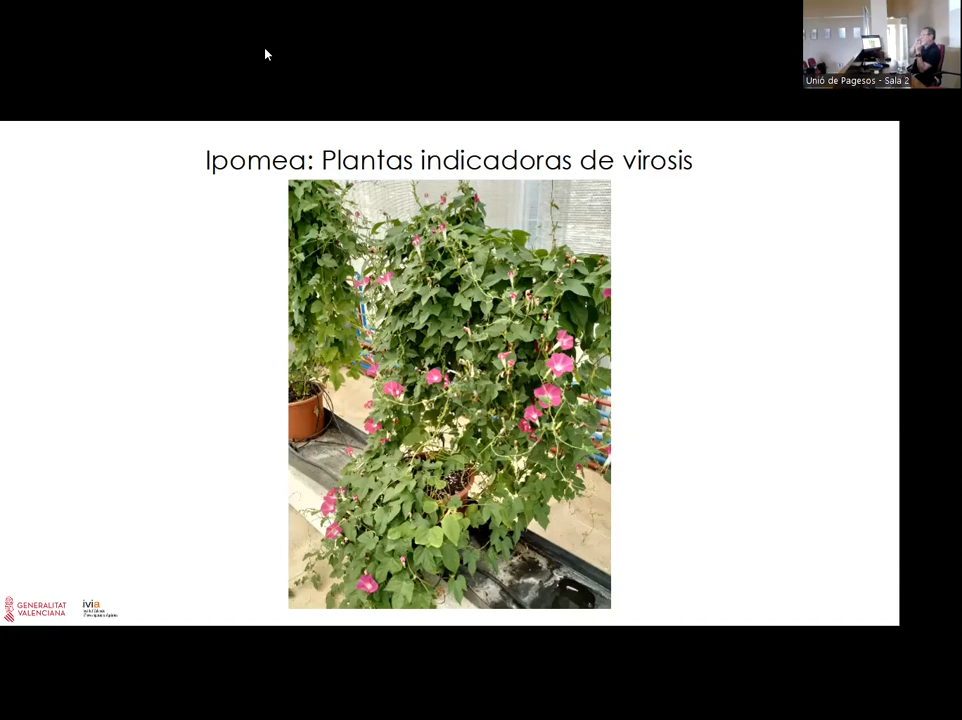 Unió de Pagesos - Sala 2
Ipomea: Plantas indicadoras de virosis
GENERALITAT
VALENCIANA
ivia